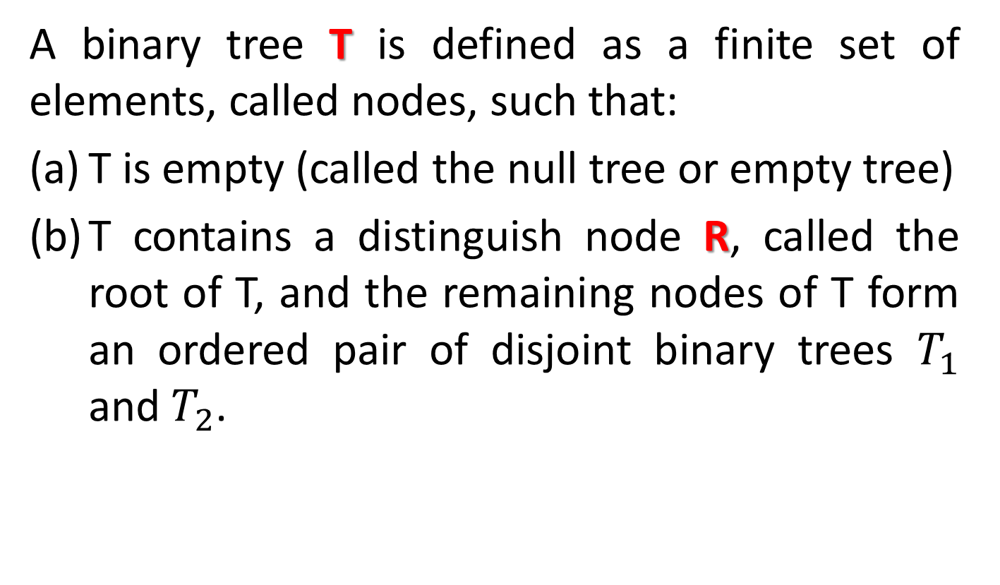 A binary tree T is defined as a finite set of
elements, called nodes, such that:
(a) T is empty (called the null tree or empty tree)
(b) T contains a distinguish node R, called the
root of T, and the remaining nodes of T form
an ordered pair of disjoint binary trees T₁
and T₂.